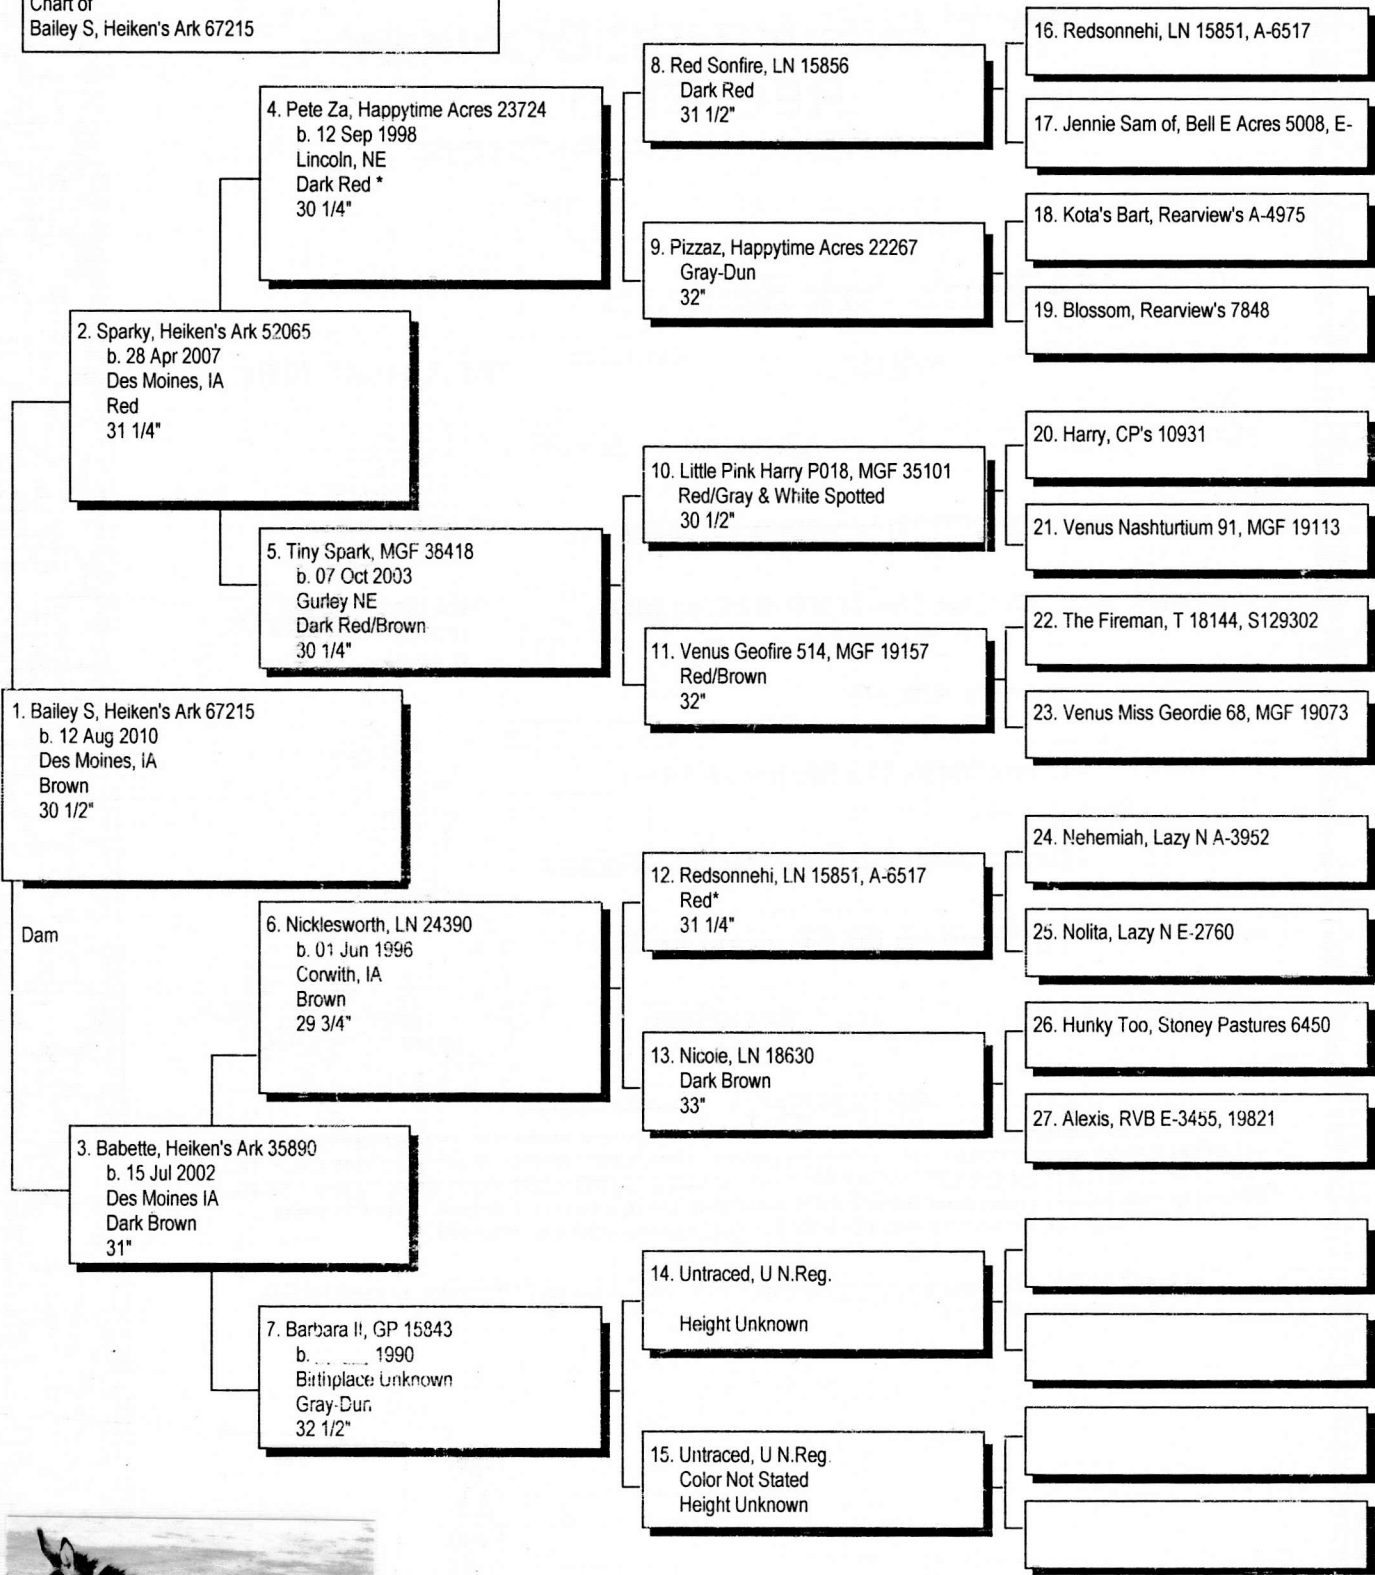 Chart of
Bailey S, Heiken's Ark 67215
1. Bailey S, Heiken's Ark 67215
b. 12 Aug 2010
Des Moines, IA
Brown
30 1/2"
Dam
2. Sparky, Heiken's Ark 52065
b. 28 Apr 2007
Des Moines, IA
Red
31 1/4"
3. Babette, Heiken's Ark 35890
b. 15 Jul 2002
Des Moines IA
Dark Brown
31"
4. Pete Za, Happytime Acres 23724
b. 12 Sep 1998
Lincoln, NE
Dark Red *
30 1/4"
5. Tiny Spark, MGF 38418
b. 07 Oct 2003
Gurley NE
Dark Red/Brown
30 1/4"
6. Nicklesworth, LN 24390
b. 01 Jun 1996
Corwith, IA
Brown
29 3/4"
7. Barbara II, GP 15843
b. __ ___ 1990
Birthplace Unknown
Gray-Dun
32 1/2"
8. Red Sonfire, LN 15856
Dark Red
31 1/2"
9. Pizzaz, Happytime Acres 22267
Gray-Dun
32"
10. Little Pink Harry P018, MGF 35101
Red/Gray & White Spotted
30 1/2"
11. Venus Geofire 514, MGF 19157
Red/Brown
32"
12. Redsonnehi, LN 15851, A-6517
Red*
31 1/4"
13. Nicole, LN 18630
Dark Brown
33"
14. Untraced, U N.Reg.
Height Unknown
15. Untraced, U N.Reg.
Color Not Stated
Height Unknown
16. Redsonnehi, LN 15851, A-6517
17. Jennie Sam of, Bell E Acres 5008, E-
18. Kota's Bart, Rearview's A-4975
19. Blossom, Rearview's 7848
20. Harry, CP's 10931
21. Venus Nashturtium 91, MGF 19113
22. The Fireman, T 18144, S129302
23. Venus Miss Geordie 68, MGF 19073
24. Nehemiah, Lazy N A-3952
25. Nolita, Lazy N E-2760
26. Hunky Too, Stoney Pastures 6450
27. Alexis, RVB E-3455, 19821